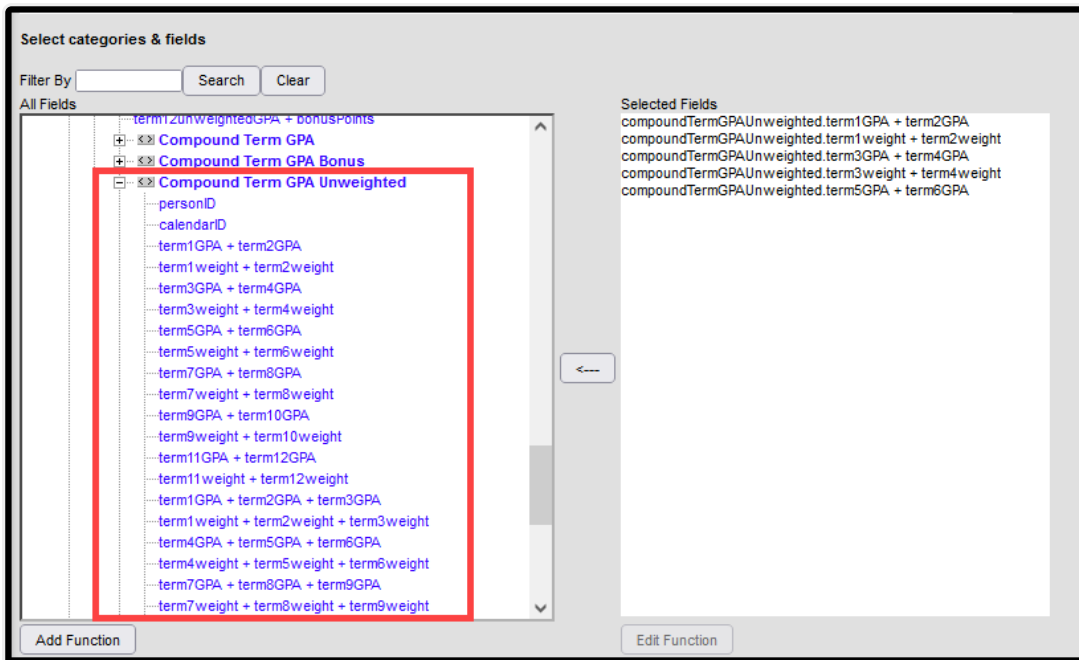 Select categories & fields
Filter By
Search
Clear
All Fields
term12unweightedGPA + bonusPoints
Compound Term GPA
Compound Term GPA Bonus
Compound Term GPA Unweighted
personID
calendarID
term1GPA + term2GPA
term1weight + term2weight
term3GPA + term4GPA
term3weight + term4weight
term5GPA + term6GPA
term5weight + term6weight
term7GPA + term8GPA
term7weight + term8weight
term9GPA + term10GPA
term9weight + term10weight
term11GPA + term12GPA
term11weight + term12weight
term1GPA + term2GPA + term3GPA
term1weight + term2weight + term3weight
term4GPA + term5GPA + term6GPA
term4weight + term5weight + term6weight
term7GPA + term8GPA + term9GPA
term7weight + term8weight + term9weight
Add Function
<---
Selected Fields
compoundTermGPAUnweighted.term1GPA + term2GPA
compoundTermGPAUnweighted.term1weight + term2weight
compoundTermGPAUnweighted.term3GPA + term4GPA
compoundTermGPAUnweighted.term3weight + term4weight
compoundTermGPAUnweighted.term5GPA + term6GPA
Edit Function